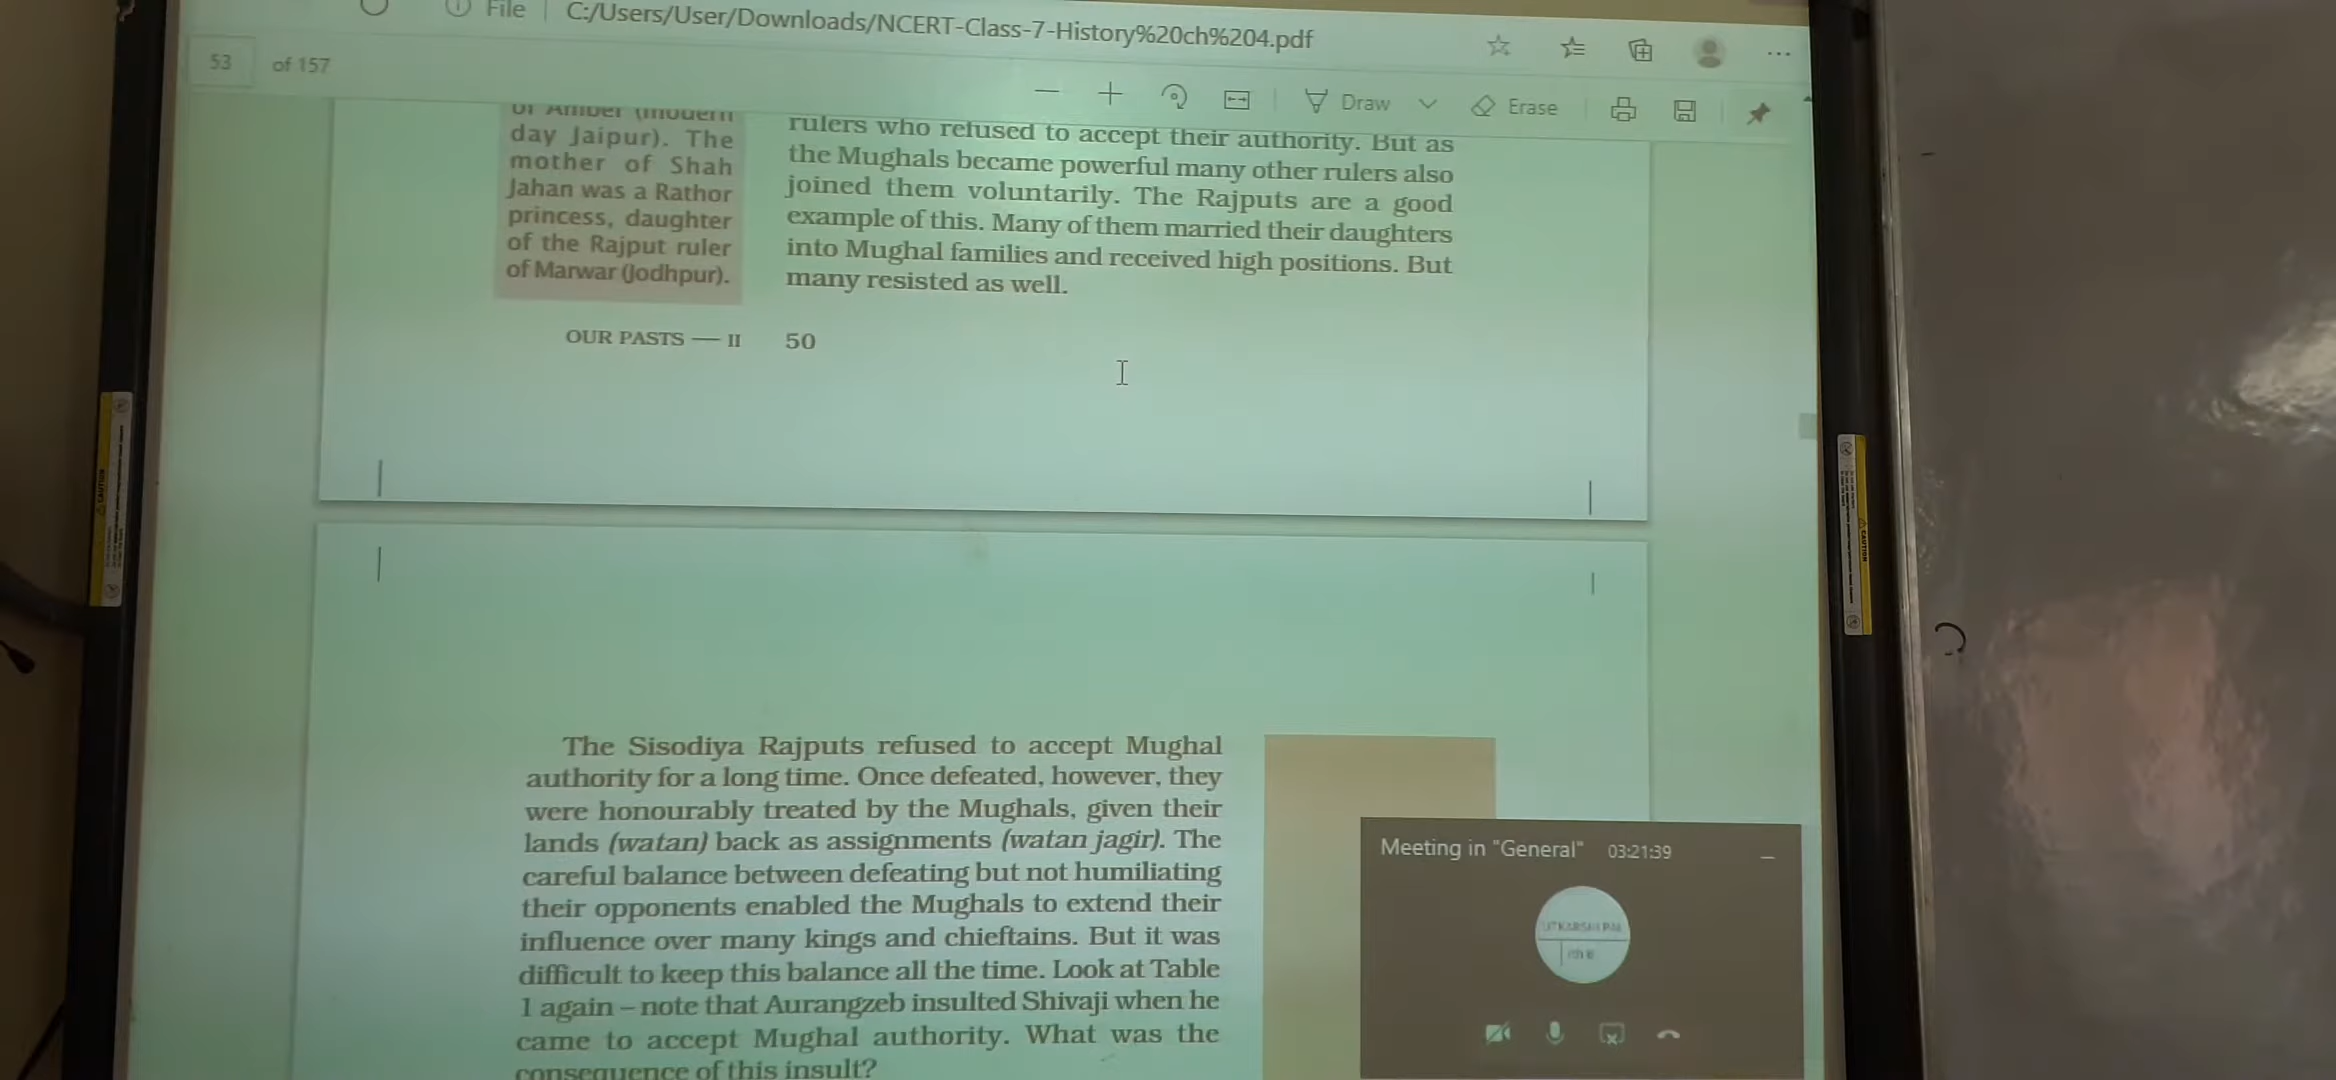 File
C:/Users/User/Downloads/NCERT-Class-7-History%20ch%204.pdf
53 of 157
Draw
Erase
of Amber (modern
day Jaipur). The
mother of Shah
Jahan was a Rathor
princess, daughter
of the Rajput ruler
of Marwar (Jodhpur).
rulers who refused to accept their authority. But as
the Mughals became powerful many other rulers also
joined them voluntarily. The Rajputs are a good
example of this. Many of them married their daughters
into Mughal families and received high positions. But
many resisted as well.
OUR PASTS — II 50
The Sisodiya Rajputs refused to accept Mughal
authority for a long time. Once defeated, however, they
were honourably treated by the Mughals, given their
lands (watan) back as assignments (watan jagir). The
careful balance between defeating but not humiliating
their opponents enabled the Mughals to extend their
influence over many kings and chieftains. But it was
difficult to keep this balance all the time. Look at Table
1 again – note that Aurangzeb insulted Shivaji when he
came to accept Mughal authority. What was the
consequence of this insult?
Meeting in "General" 03:21:39
CAUTION
CAUTION